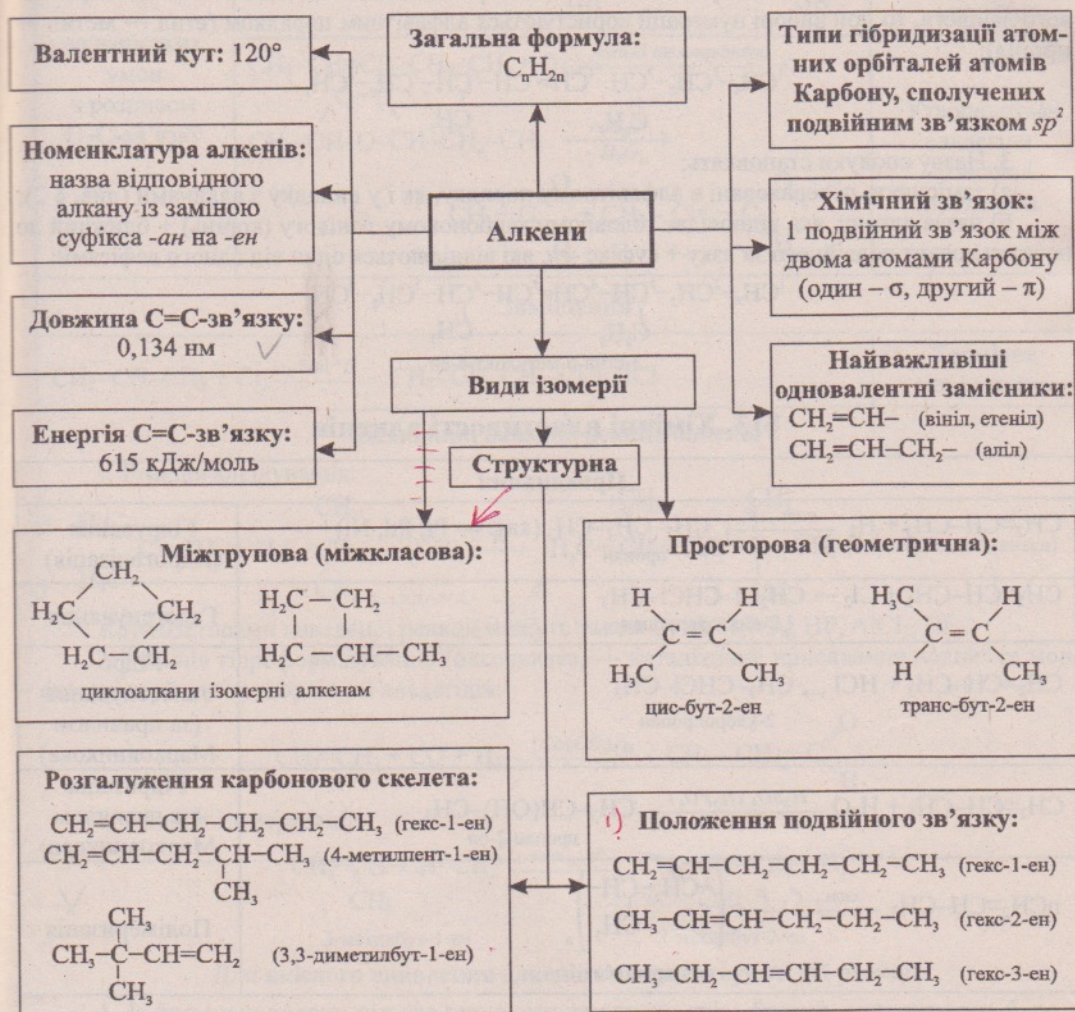 Валентний кут: 120°
Загальна формула:
CₙH₂ₙ
Типи гібридизації атом-
них орбіталей атомів
Карбону, сполучених
подвійним зв’язком sp²
Номенклатура алкенів:
назва відповідного
алкану із заміною
суфікса -ан на -ен
Алкени
Хімічний зв’язок:
1 подвійний зв’язок між
двома атомами Карбону
(один – σ, другий – π)
Довжина C=C-зв’язку:
0,134 нм
Види ізомерії
Найважливіші
одновалентні замісники:
CH₂=CH– (вініл, етеніл)
CH₂=CH–CH₂– (аліл)
Енергія C=C-зв’язку:
615 кДж/моль
Структурна
Міжгрупова (міжкласова):
CH₂
H₂C CH₂
H₂C–CH₂
H₂C–CH₂
H₂C–CH–CH₃
циклоалкани ізомерні алкенам
Просторова (геометрична):
H H
C=C
H₃C CH₃
цис-бут-2-ен
H₃C H
C=C
H CH₃
транс-бут-2-ен
Розгалуження карбонового скелета:
CH₂=CH–CH₂–CH₂–CH₂–CH₃ (гекс-1-ен)
CH₂=CH–CH₂–CH–CH₃ (4-метилпент-1-ен)
CH₃
CH₃
CH₃–C–CH=CH₂ (3,3-диметилбут-1-ен)
CH₃
1) Положення подвійного зв’язку:
CH₂=CH–CH₂–CH₂–CH₂–CH₃ (гекс-1-ен)
CH₃–CH=CH–CH₂–CH₂–CH₃ (гекс-2-ен)
CH₃–CH₂–CH=CH–CH₂–CH₃ (гекс-3-ен)